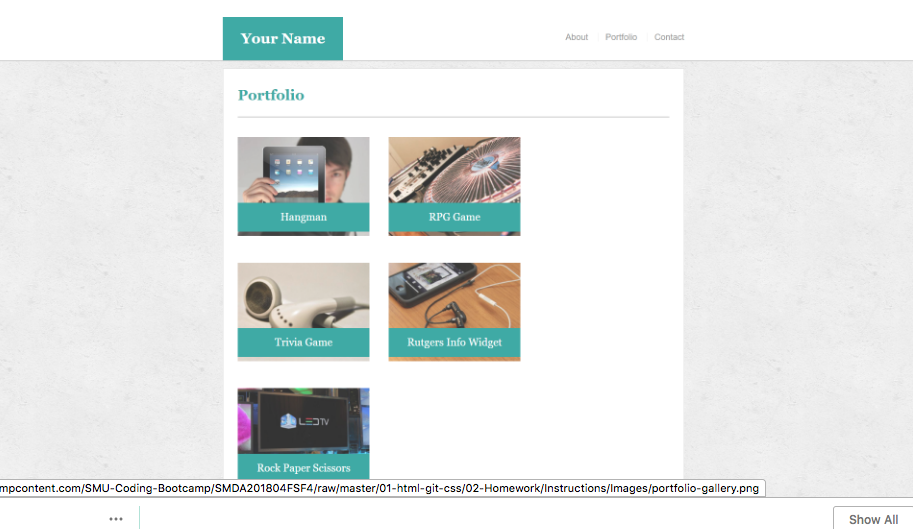 Your Name
About
Portfolio
Contact
Portfolio
Hangman
RPG Game
Trivia Game
Rutgers Info Widget
LEDTV
Rock Paper Scissors
mpcontent.com/SMU-Coding-Bootcamp/SMDA201804FSF4/raw/master/01-html-git-css/02-Homework/Instructions/Images/portfolio-gallery.png
...
Show All